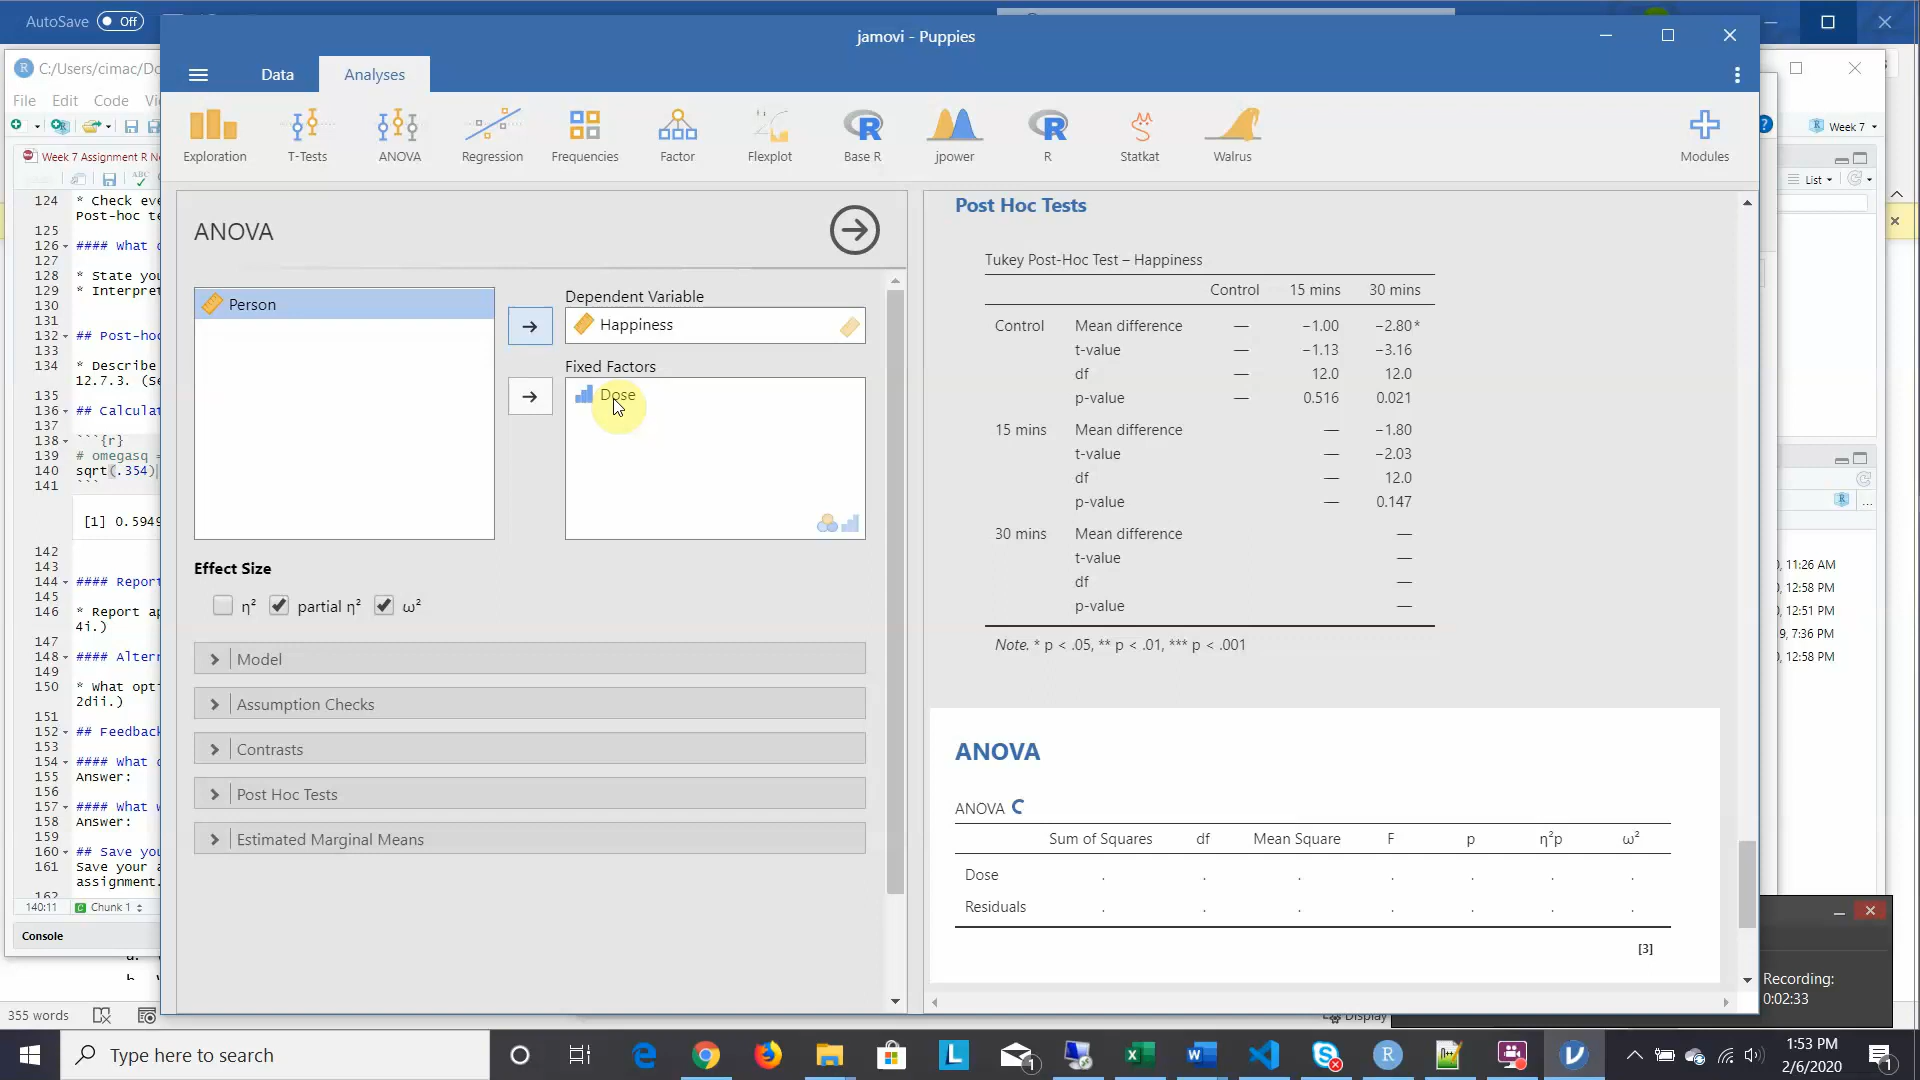 AutoSave Off
jamovi - Puppies
C:/Users/cimac/Do
Data Analyses
File Edit Code Vi
Exploration T-Tests ANOVA Regression Frequencies Factor Flexplot Base R jpower R Statkat Walrus Modules
Week 7
Week 7 Assignment R N
List
ANOVA
Person
Dependent Variable
Happiness
Fixed Factors
Dose
Effect Size
η² partial η² ω²
Model
Assumption Checks
Contrasts
Post Hoc Tests
Estimated Marginal Means
124 * Check eve
Post-hoc te
125
126 #### What d
127
128 * State you
129 * Interpret
130
131
132 ## Post-hoc
133
134 * Describe
12.7.3. (Se
135
136 ## Calculat
137
138 ```{r}
139 # omegasq =
140 sqrt(.354)
141 ```
[1] 0.5949
142
143
144 #### Report
145
146 * Report ap
4i.)
147
148 #### Altern
149
150 * What opti
2dii.)
151
152 ## Feedback
153
154 #### What d
155 Answer:
156
157 #### What w
158 Answer:
159
160 ## Save you
161 Save your a
assignment.
162
140:11 Chunk 1
Console
355 words
Post Hoc Tests
Tukey Post-Hoc Test – Happiness
Control 15 mins 30 mins
Control Mean difference — −1.00 −2.80*
t-value — −1.13 −3.16
df — 12.0 12.0
p-value — 0.516 0.021
15 mins Mean difference — −1.80
t-value — −2.03
df — 12.0
p-value — 0.147
30 mins Mean difference —
t-value —
df —
p-value —
Note. * p < .05, ** p < .01, *** p < .001
ANOVA
ANOVA
Sum of Squares df Mean Square F p η²p ω²
Dose . . . . . . .
Residuals . . . . . . .
[3]
), 11:26 AM
), 12:58 PM
), 12:51 PM
9, 7:36 PM
), 12:58 PM
Recording:
0:02:33
Display
Type here to search
1:53 PM
2/6/2020